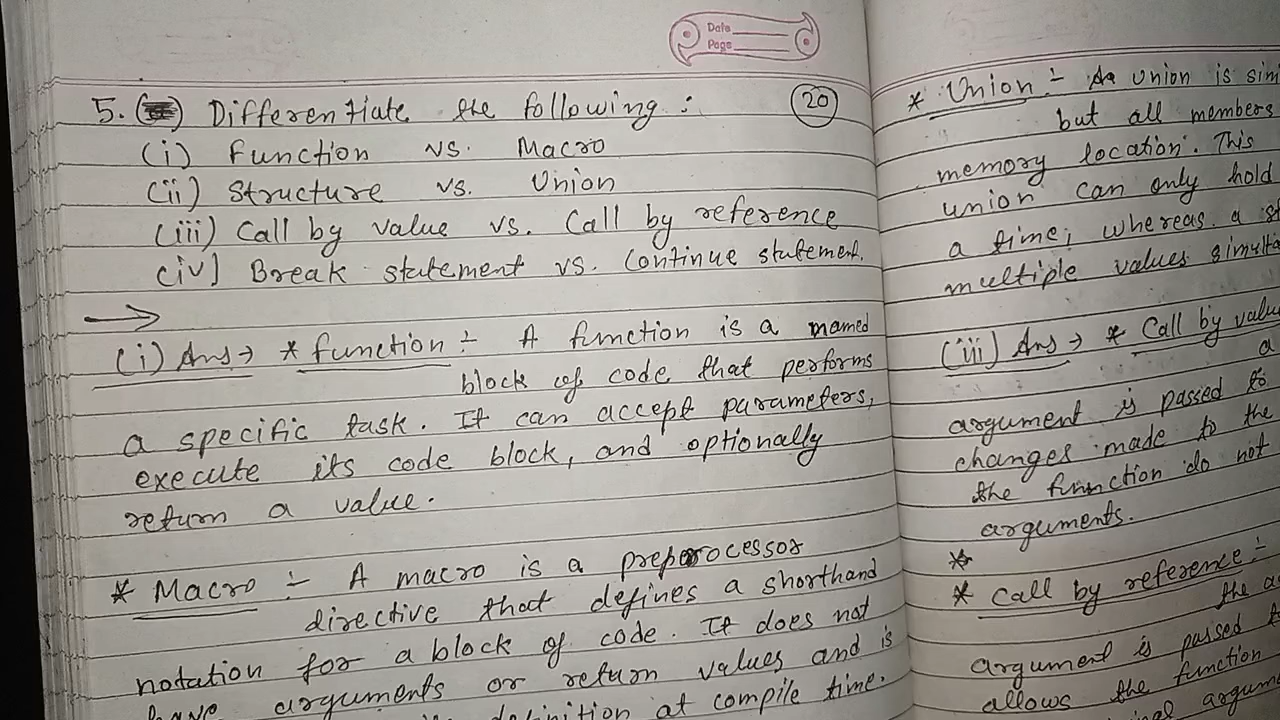 Date
Page
5. Differentiate the following :
20
(i) Function vs. Macro
(ii) Structure vs. Union
(iii) Call by value vs. Call by reference
(iv) Break statement vs. Continue statement.
(i) Ans → * function :- A function is a named
block of code that performs
a specific task. It can accept parameters,
execute its code block, and optionally
return a value.
* Macro :- A macro is a preprocessor
directive that defines a shorthand
notation for a block of code. It does not
have arguments or return values and is
definition at compile time.
* Union :- A Union is
but all members
memory location. This
union can only hold
a time, whereas a
multiple values
(iii) Ans → * Call by value
a
argument is passed to
changes made to the
the function do not
arguments.
*
* Call by reference :-
the
argument is passed
allows the function